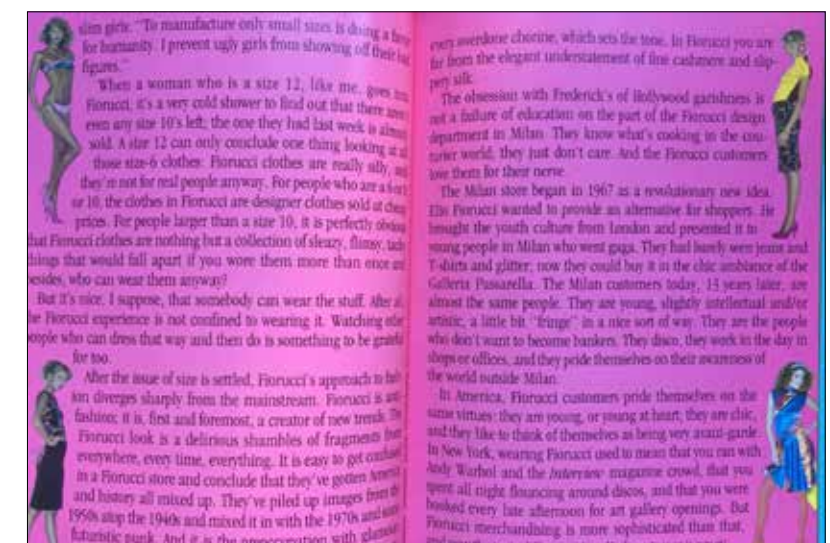 slim girls. "To manufacture only small sizes is doing a favor
for humanity. I prevent ugly girls from showing off their bad
figures."
When a woman who is a size 12, like me, goes into
Fiorucci, it's a very cold shower to find out that there aren't
even any size 10's left; the one they had last week is already
sold. A size 12 can only conclude one thing looking at all
those size-6 clothes: Fiorucci clothes are really silly, and
they're not for real people anyway. For people who are a 6 or 8
or 10, the clothes in Fiorucci are designer clothes sold at cheap
prices. For people larger than a size 10, it is perfectly obvious
that Fiorucci clothes are nothing but a collection of sleazy, flimsy, tacky
things that would fall apart if you wore them more than once and
besides, who can wear them anyway?
But it's nice, I suppose, that somebody can wear the stuff. After all,
the Fiorucci experience is not confined to wearing it. Watching other
people who can dress that way and then do is something to be grateful
for too.
After the issue of size is settled, Fiorucci's approach to fash-
ion diverges sharply from the mainstream. Fiorucci is anti-
fashion; it is, first and foremost, a creator of new trends. The
Fiorucci look is a delirious shambles of fragments from
everywhere, every time, everything. It is easy to get confused
in a Fiorucci store and conclude that they've gotten America
and history all mixed up. They've piled up images from the
1950s atop the 1940s and mixed it in with the 1970s and some
futuristic punk. And it is the preoccupation with glamour,
every overdone chorine, which sets the tone. In Fiorucci you are
far from the elegant understatement of fine cashmere and slip-
pery silk.
The obsession with Frederick's of Hollywood garishness is
not a failure of education on the part of the Fiorucci design
department in Milan. They know what's cooking in the cou-
turier world, they just don't care. And the Fiorucci customers
love them for their nerve.
The Milan store began in 1967 as a revolutionary new idea.
Elio Fiorucci wanted to provide an alternative for shoppers. He
brought the youth culture from London and presented it to
young people in Milan who went gaga. They had barely worn jeans and
T-shirts and glitter; now they could buy it in the chic ambiance of the
Galleria Passarella. The Milan customers today, 13 years later, are
almost the same people. They are young, slightly intellectual and/or
artistic, a little bit "fringe" in a nice sort of way. They are the people
who don't want to become bankers. They disco, they work in the day in
shops or offices, and they pride themselves on their awareness of
the world outside Milan.
In America, Fiorucci customers pride themselves on the
same virtues: they are young, or young at heart, they are chic,
and they like to think of themselves as being very avant-garde.
In New York, wearing Fiorucci used to mean that you ran with
Andy Warhol and the Interview magazine crowd, that you
spent all night flouncing around discos, and that you were
booked every late afternoon for art gallery openings. But
Fiorucci merchandising is more sophisticated than that,